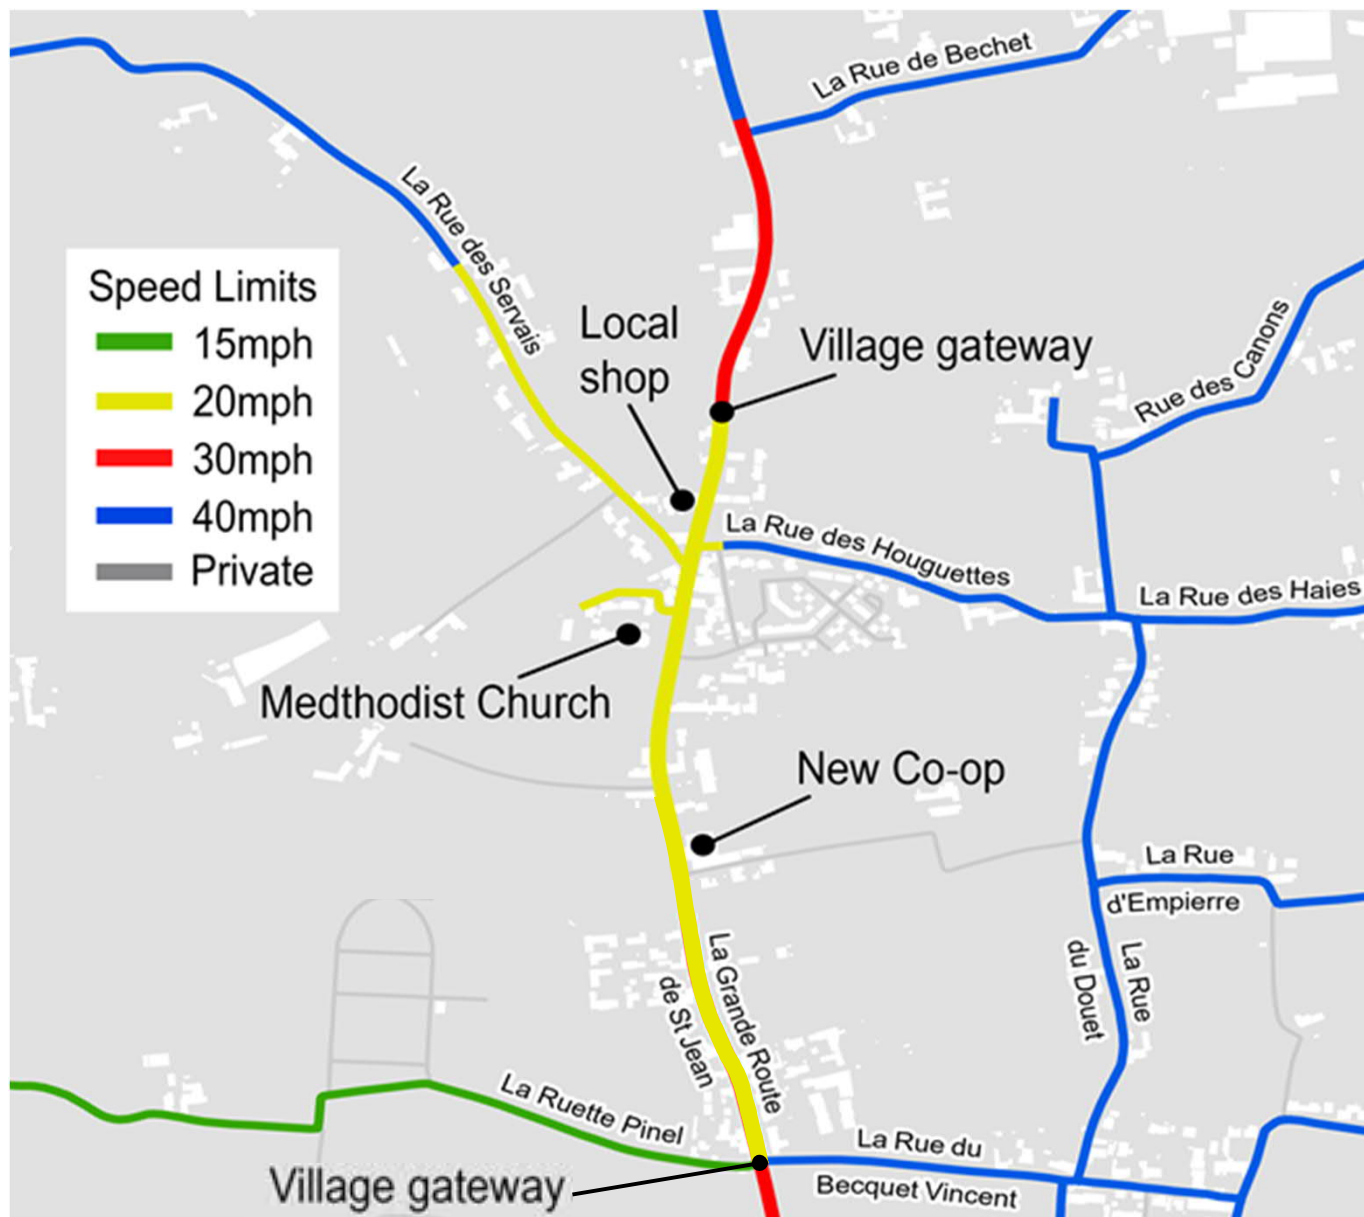 La Rue de Bechet
La Rue des Servais
Speed Limits
15mph
20mph
30mph
40mph
Private
Local
shop
Village gateway
Rue des Canons
La Rue des Houguettes
La Rue des Haies
Medthodist Church
New Co-op
La Rue
d'Empierre
La Rue
du Douet
La Grande Route
de St Jean
La Ruette Pinel
La Rue du
Becquet Vincent
Village gateway